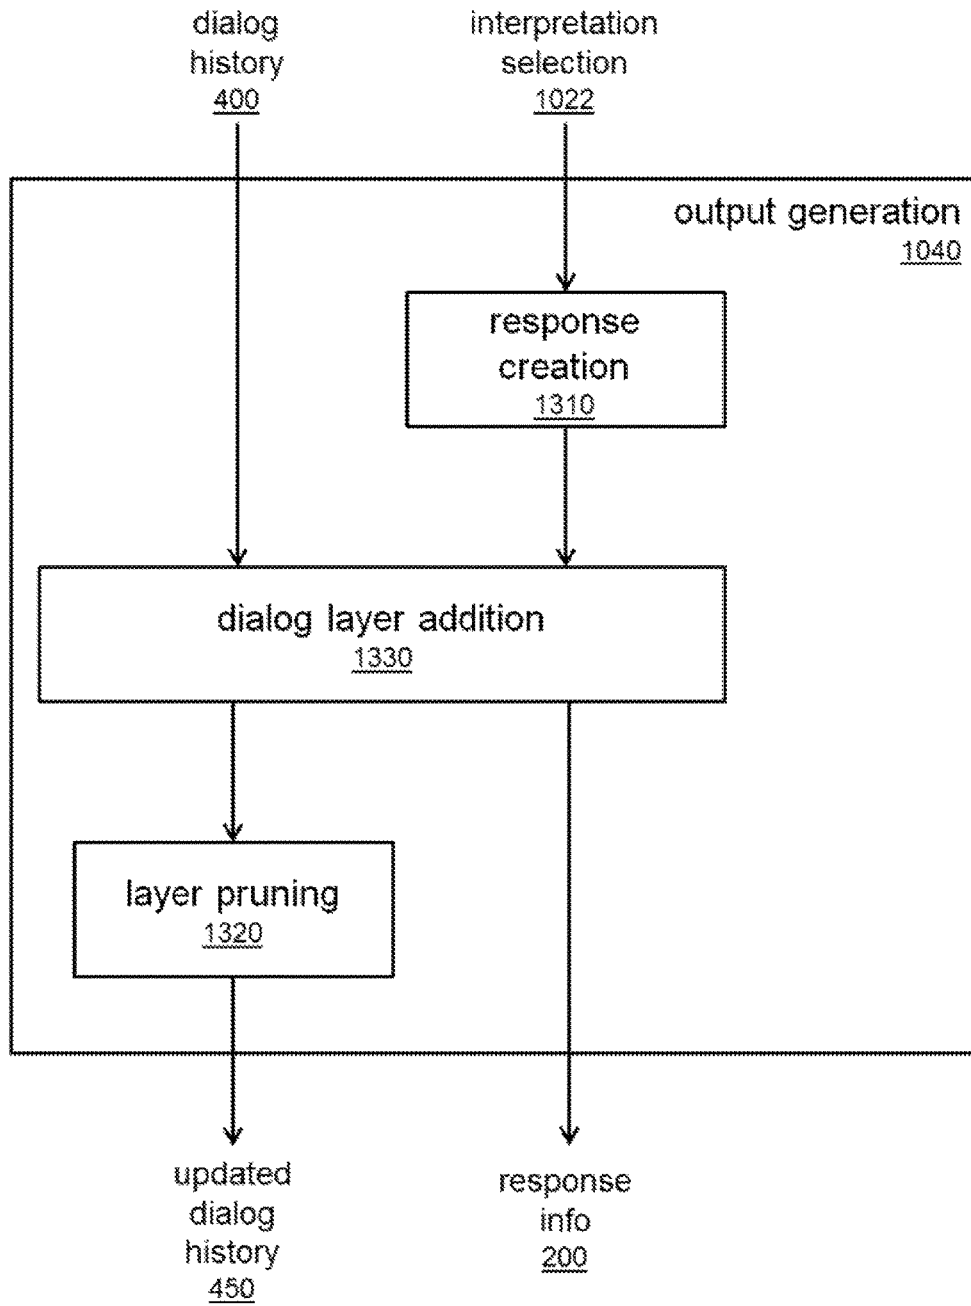 dialog
history
400
interpretation
selection
1022
output generation
1040
response
creation
1310
dialog layer addition
1330
layer pruning
1320
updated
dialog
history
450
response
info
200